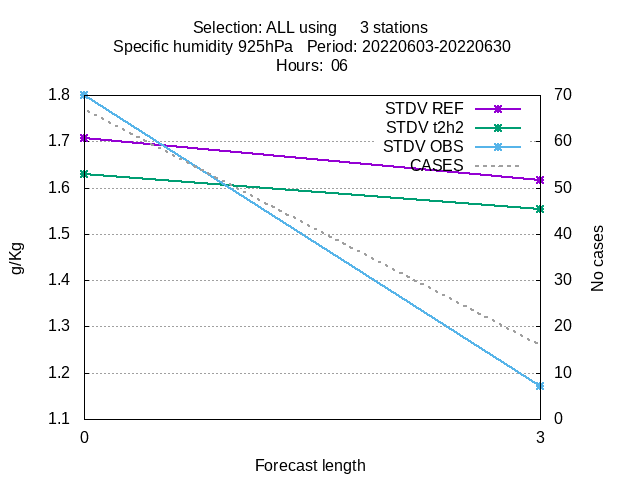 Selection: ALL using     3 stations
Specific humidity 925hPa   Period: 20220603-20220630
Hours:  06
1.8
1.7
1.6
1.5
1.4
1.3
1.2
1.1
g/Kg
STDV REF
STDV t2h2
STDV OBS
CASES
70
60
50
40
30
20
10
0
No cases
0
3
Forecast length